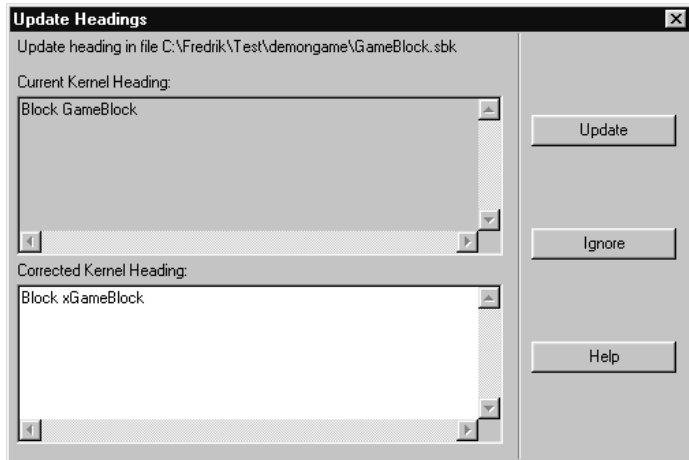 Update Headings
Update heading in file C:\Fredrik\Test\demongame\GameBlock.sbk
Current Kernel Heading:
Block GameBlock
Update
Ignore
Corrected Kernel Heading:
Block xGameBlock
Help